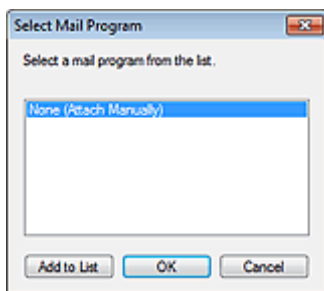 Select Mail Program
Select a mail program from the list.
None (Attach Manually)
Add to List OK Cancel